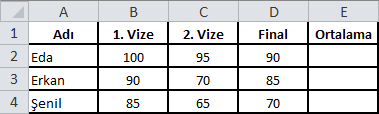 A B C D E
1 Adı 1. Vize 2. Vize Final Ortalama
2 Eda 100 95 90
3 Erkan 90 70 85
4 Şenil 85 65 70